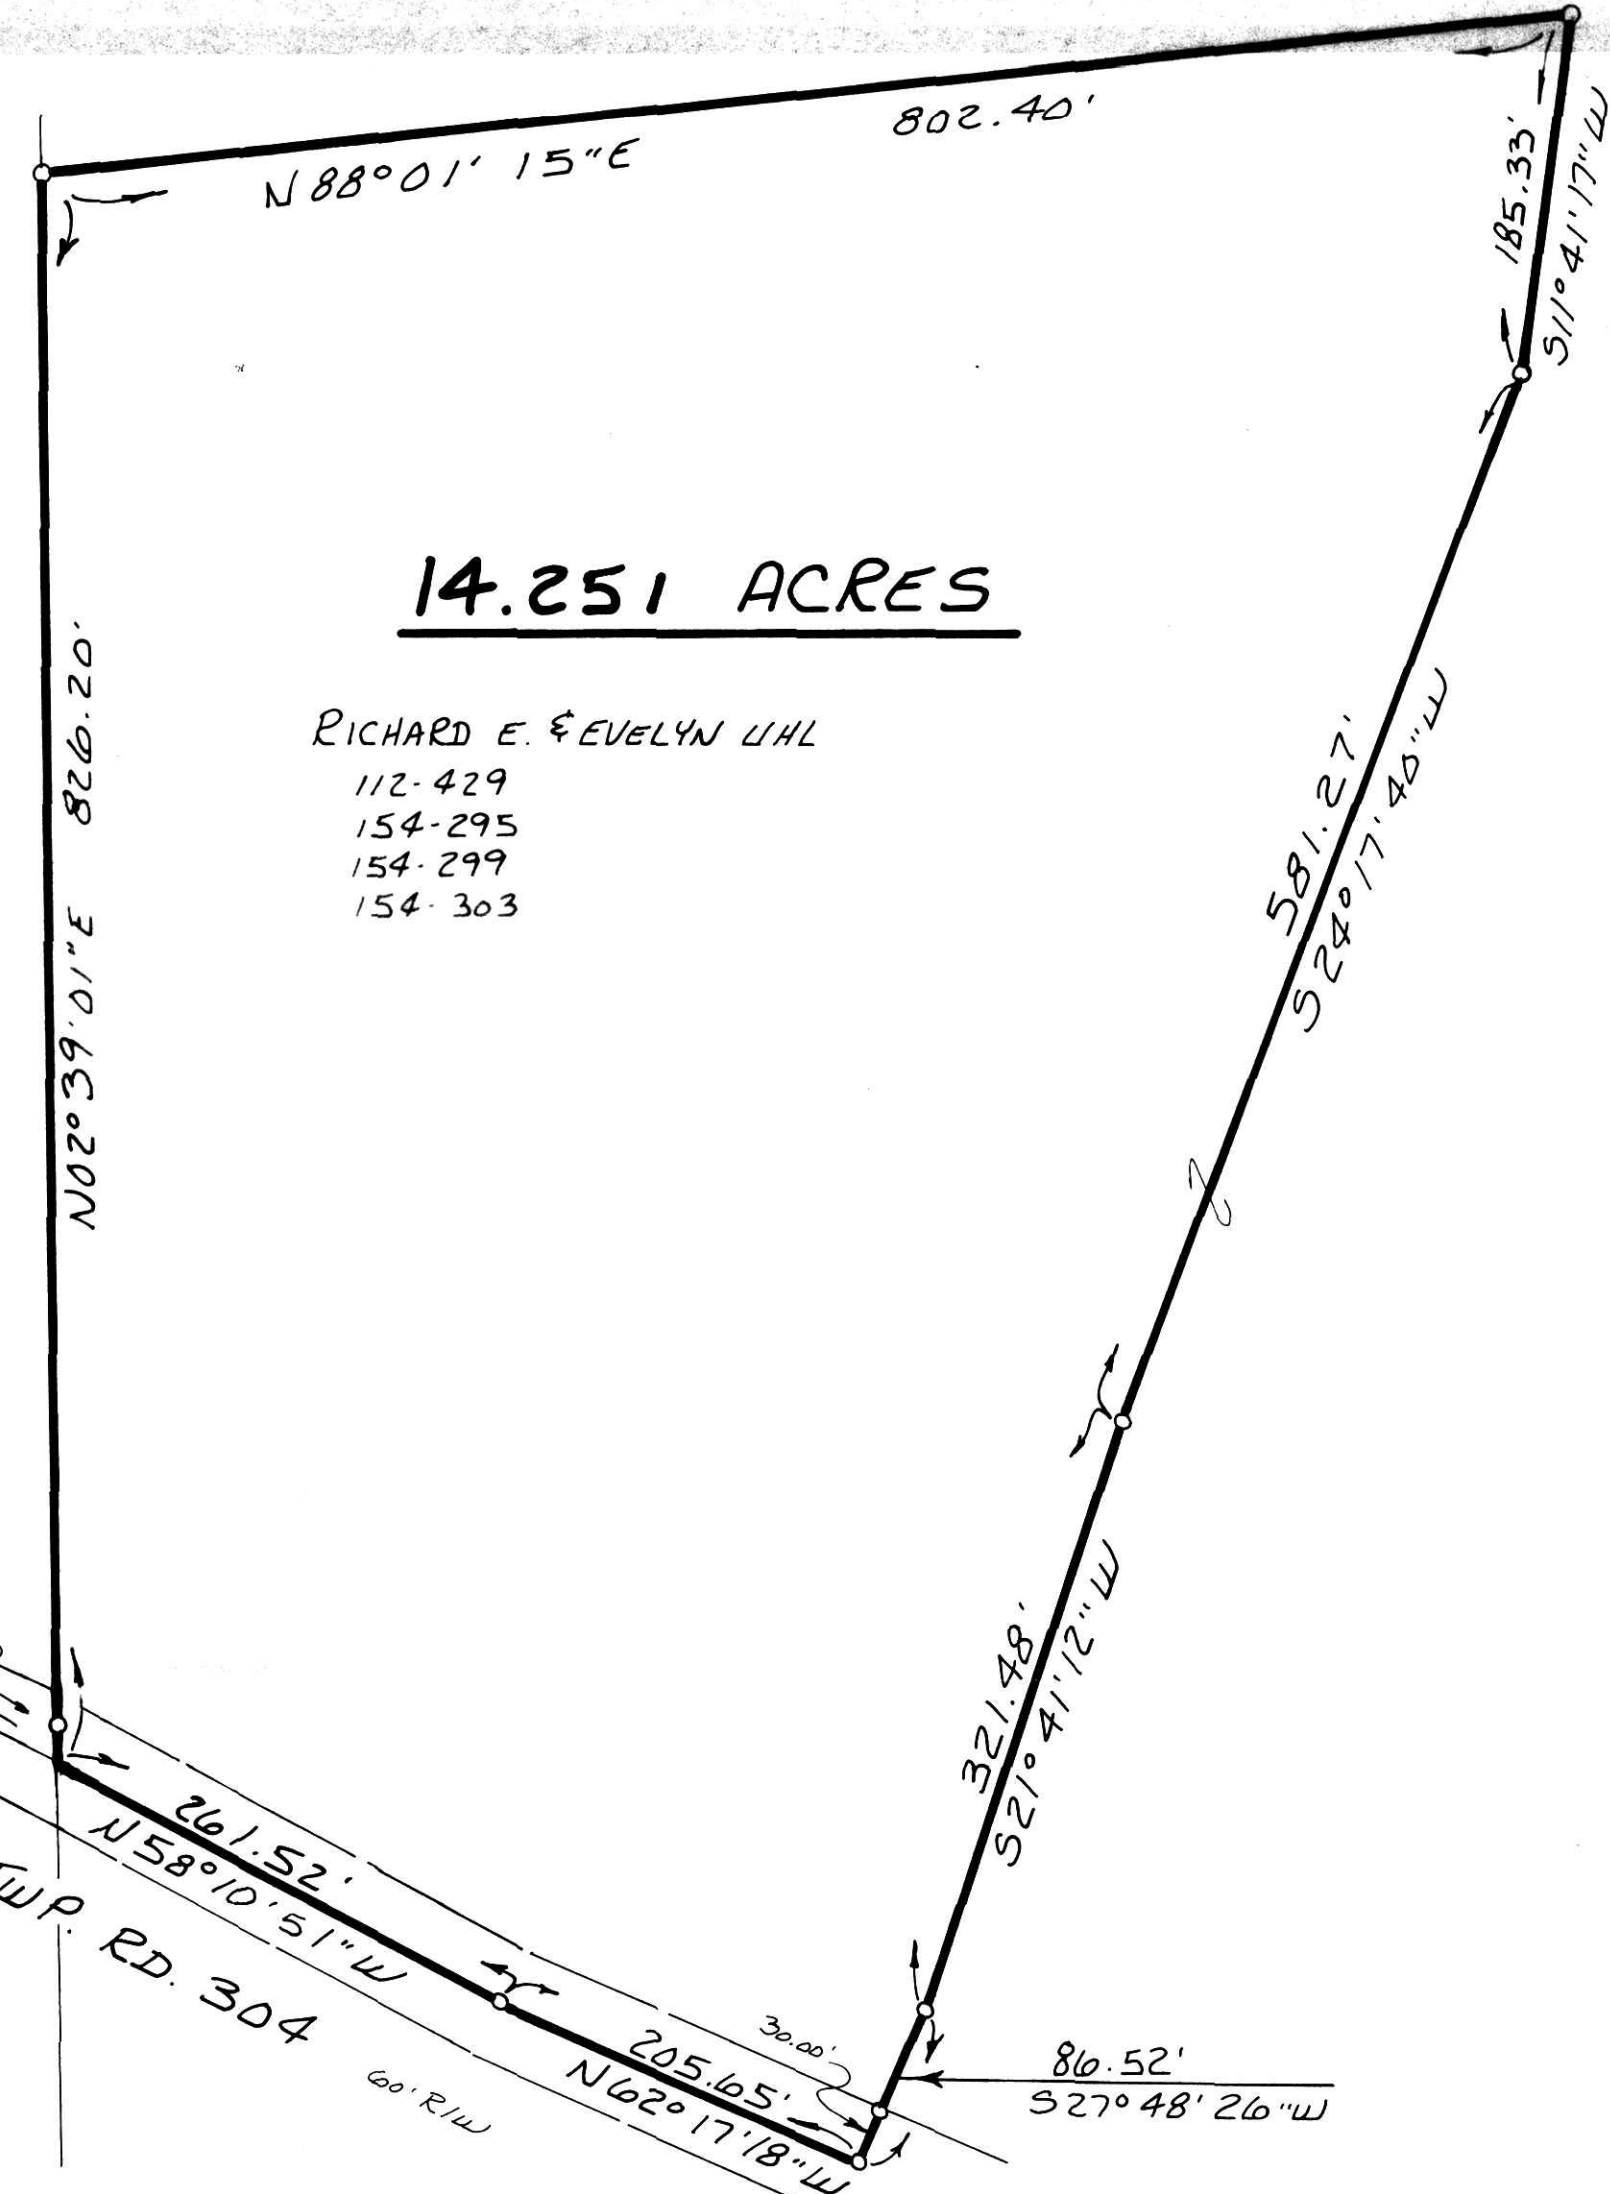 802.40'
N88°01'15"E
185.33'
S11°41'17"W
14.251 ACRES
RICHARD E. & EVELYN UHL
112-429
154-295
154-299
154-303
826.20'
N02°39'01"E
581.27'
S24°17'40"W
321.48'
S21°41'12"W
261.52'
N58°10'51"W
TWP. RD. 304
60' R/W
205.65'
N62°17'18"W
30.00'
86.52'
S27°48'26"W